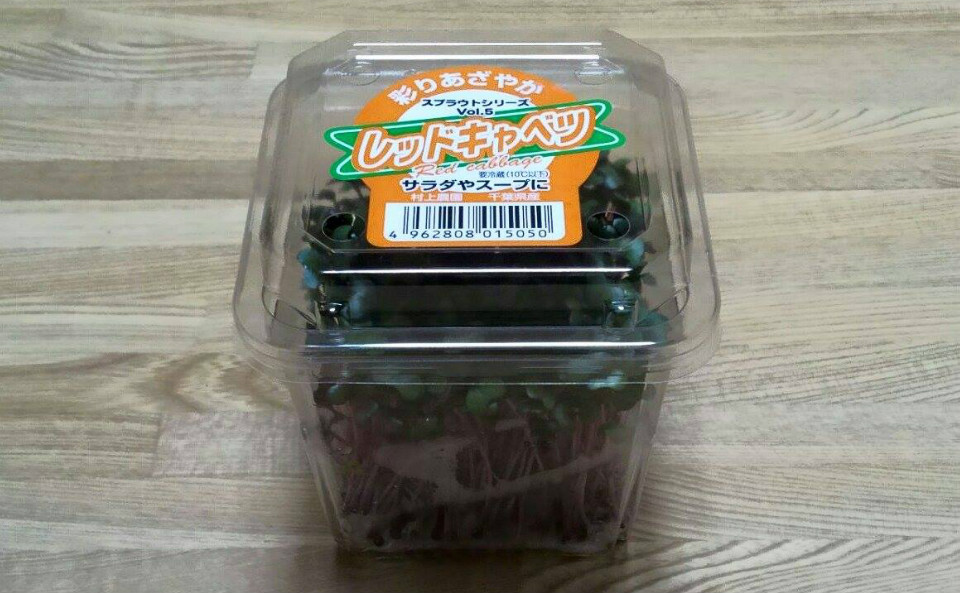 彩りあざやか
スプラウトシリーズ
Vol.5
レッドキャベツ
Red cabbage
要冷蔵(10℃以下)
サラダやスープに
村上農園 千葉県産
4 962808 015050